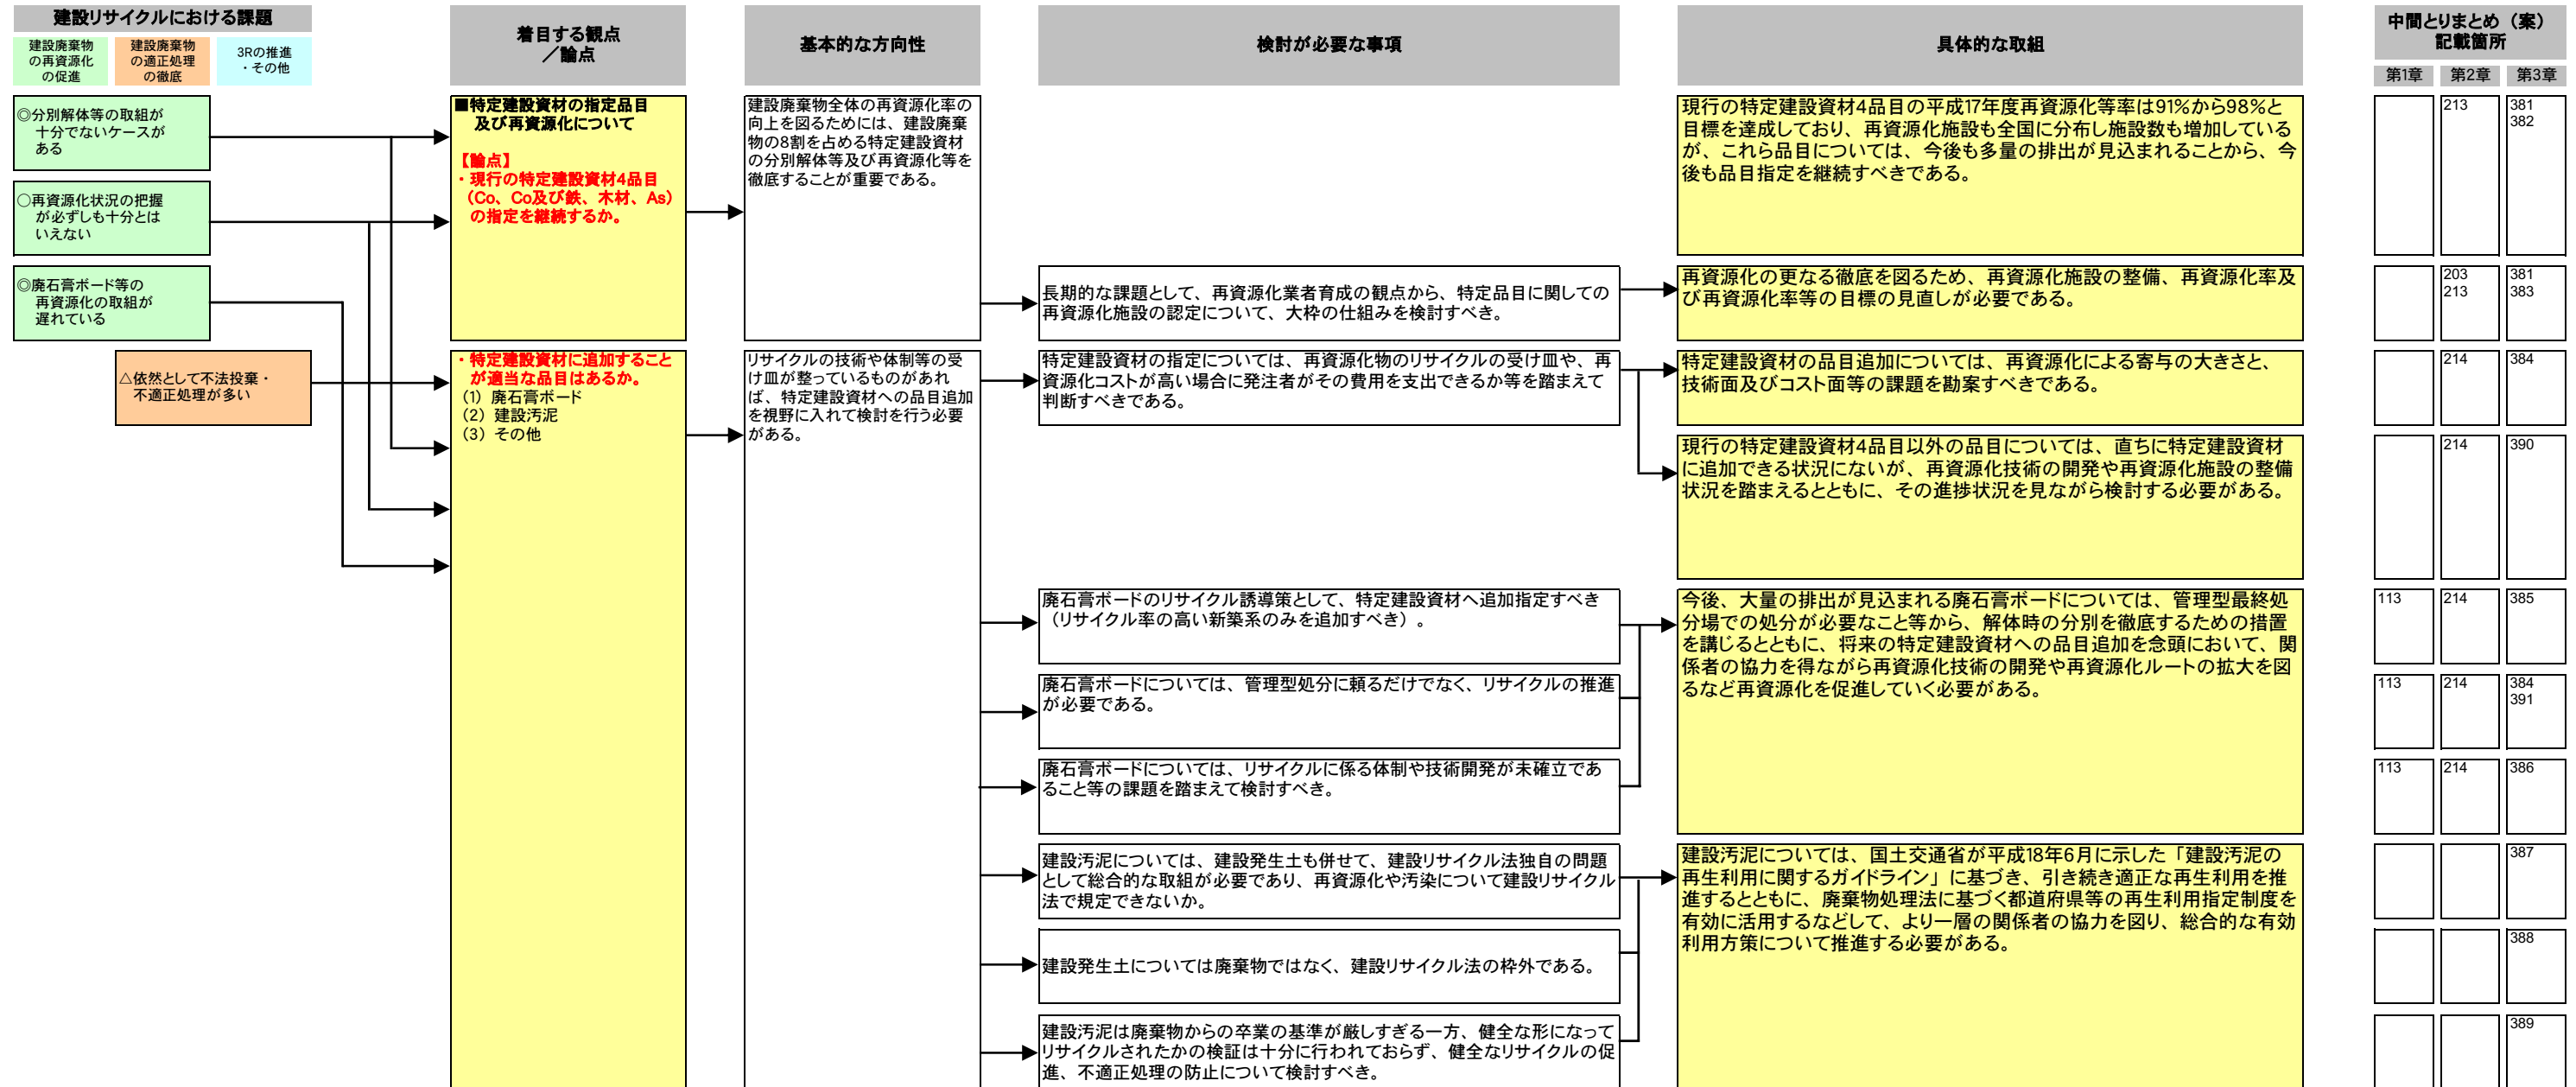 建設リサイクルにおける課題
建設廃棄物
の再資源化
の促進
建設廃棄物
の適正処理
の徹底
3Rの推進
・その他
着目する観点
／論点
基本的な方向性
検討が必要な事項
具体的な取組
中間とりまとめ（案）
記載箇所
第1章
第2章
第3章
◎分別解体等の取組が
十分でないケースが
ある
○再資源化状況の把握
が必ずしも十分とは
いえない
◎廃石膏ボード等の
再資源化の取組が
遅れている
△依然として不法投棄・
不適正処理が多い
■特定建設資材の指定品目
及び再資源化について
【論点】
・現行の特定建設資材4品目
（Co、Co及び鉄、木材、As）
の指定を継続するか。
・特定建設資材に追加すること
が適当な品目はあるか。
（1）廃石膏ボード
（2）建設汚泥
（3）その他
建設廃棄物全体の再資源化率の
向上を図るためには、建設廃棄
物の8割を占める特定建設資材
の分別解体等及び再資源化等を
徹底することが重要である。
リサイクルの技術や体制等の受
け皿が整っているものがあれ
ば、特定建設資材への品目追加
を視野に入れて検討を行う必要
がある。
長期的な課題として、再資源化業者育成の観点から、特定品目に関しての
再資源化施設の認定について、大枠の仕組みを検討すべき。
特定建設資材の指定については、再資源化物のリサイクルの受け皿や、再
資源化コストが高い場合に発注者がその費用を支出できるか等を踏まえて
判断すべきである。
廃石膏ボードのリサイクル誘導策として、特定建設資材へ追加指定すべき
（リサイクル率の高い新築系のみを追加すべき）。
廃石膏ボードについては、管理型処分に頼るだけでなく、リサイクルの推進
が必要である。
廃石膏ボードについては、リサイクルに係る体制や技術開発が未確立であ
ること等の課題を踏まえて検討すべき。
建設汚泥については、建設発生土も併せて、建設リサイクル法独自の問題
として総合的な取組が必要であり、再資源化や汚染について建設リサイクル
法で規定できないか。
建設発生土については廃棄物ではなく、建設リサイクル法の枠外である。
建設汚泥は廃棄物からの卒業の基準が厳しすぎる一方、健全な形になって
リサイクルされたかの検証は十分に行われておらず、健全なリサイクルの促
進、不適正処理の防止について検討すべき。
現行の特定建設資材4品目の平成17年度再資源化等率は91%から98%と
目標を達成しており、再資源化施設も全国に分布し施設数も増加している
が、これら品目については、今後も多量の排出が見込まれることから、今
後も品目指定を継続すべきである。
再資源化の更なる徹底を図るため、再資源化施設の整備、再資源化率及
び再資源化率等の目標の見直しが必要である。
特定建設資材の品目追加については、再資源化による寄与の大きさと、
技術面及びコスト面等の課題を勘案すべきである。
現行の特定建設資材4品目以外の品目については、直ちに特定建設資材
に追加できる状況にないが、再資源化技術の開発や再資源化施設の整備
状況を踏まえるとともに、その進捗状況を見ながら検討する必要がある。
今後、大量の排出が見込まれる廃石膏ボードについては、管理型最終処
分場での処分が必要なこと等から、解体時の分別を徹底するための措置
を講じるとともに、将来の特定建設資材への品目追加を念頭において、関
係者の協力を得ながら再資源化技術の開発や再資源化ルートの拡大を図
るなど再資源化を促進していく必要がある。
建設汚泥については、国土交通省が平成18年6月に示した「建設汚泥の
再生利用に関するガイドライン」に基づき、引き続き適正な再生利用を推
進するとともに、廃棄物処理法に基づく都道府県等の再生利用指定制度を
有効に活用するなどして、より一層の関係者の協力を図り、総合的な有効
利用方策について推進する必要がある。
213
381
382
203
213
381
383
214
384
214
390
113
214
385
113
214
384
391
113
214
386
387
388
389